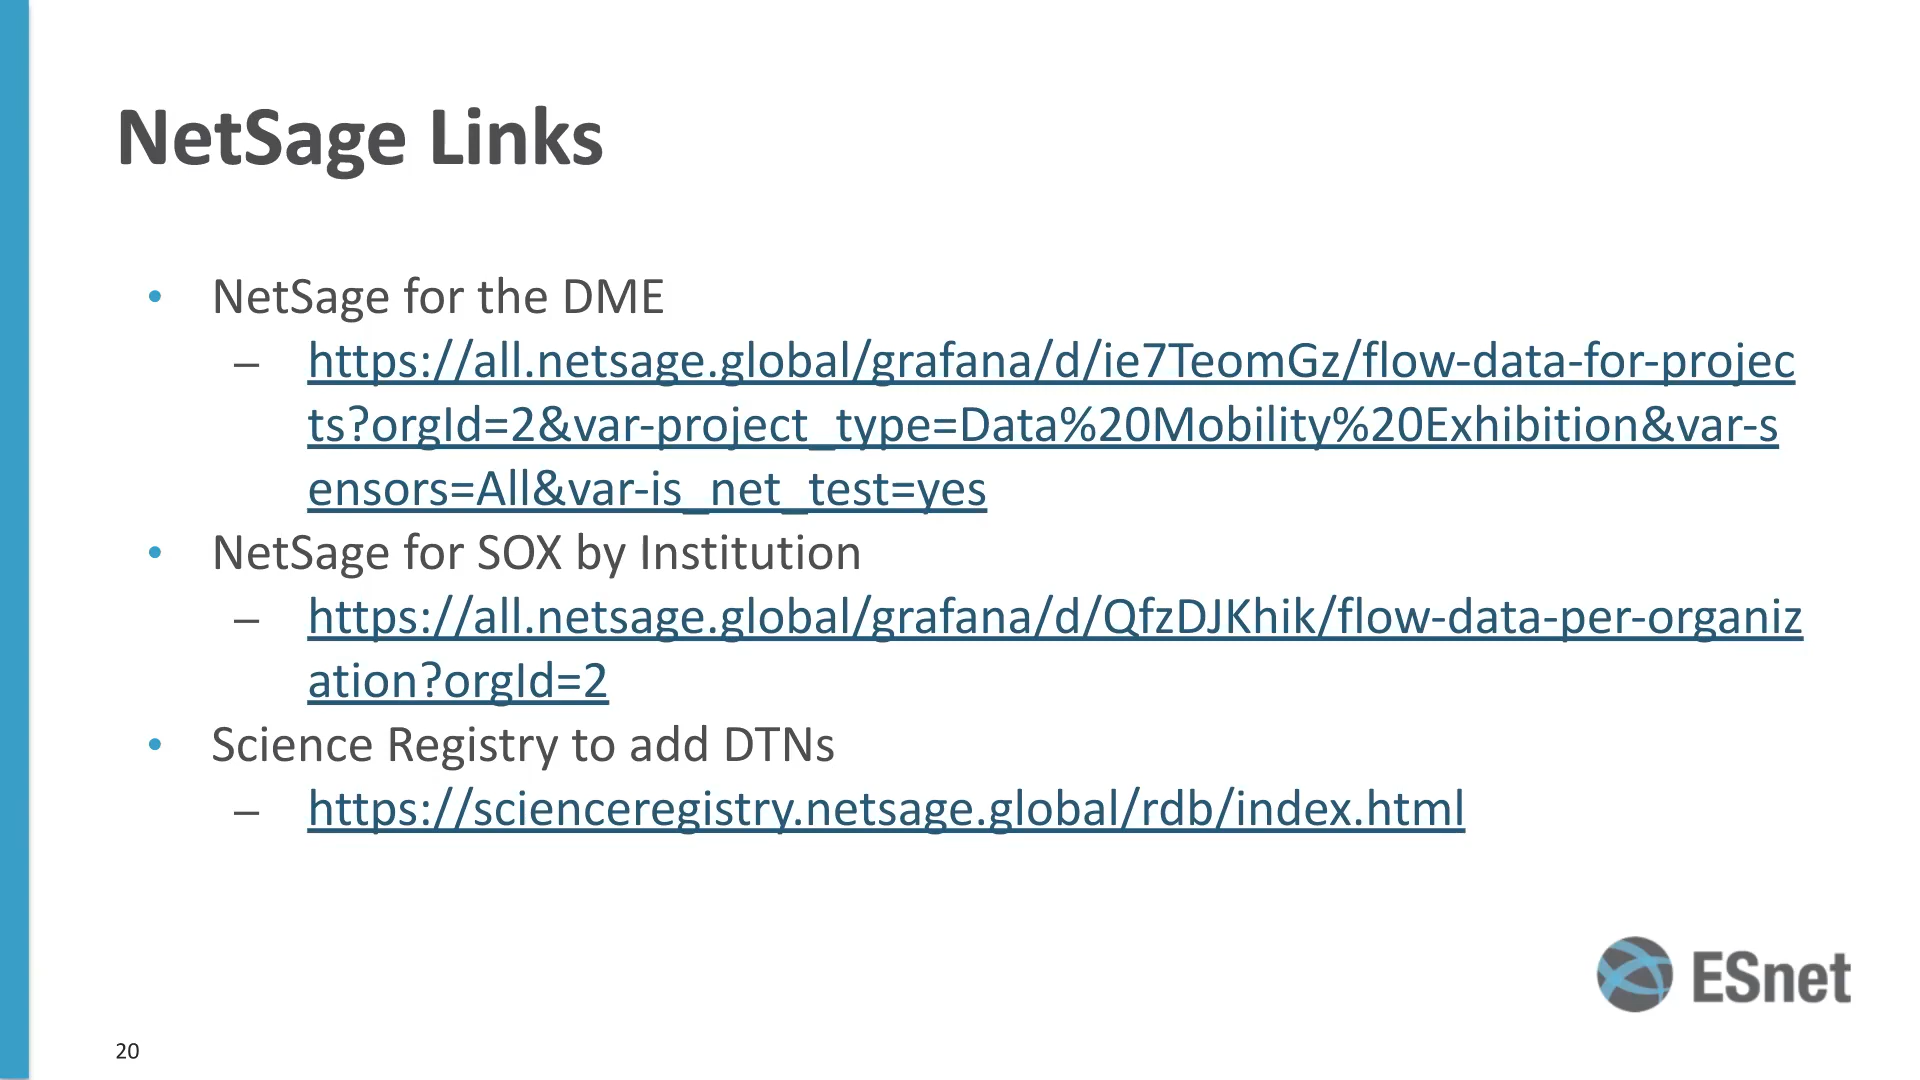 NetSage Links
• NetSage for the DME
– https://all.netsage.global/grafana/d/ie7TeomGz/flow-data-for-projec
ts?orgId=2&var-project_type=Data%20Mobility%20Exhibition&var-s
ensors=All&var-is_net_test=yes
• NetSage for SOX by Institution
– https://all.netsage.global/grafana/d/QfzDJKhik/flow-data-per-organiz
ation?orgId=2
• Science Registry to add DTNs
– https://scienceregistry.netsage.global/rdb/index.html
ESnet
20